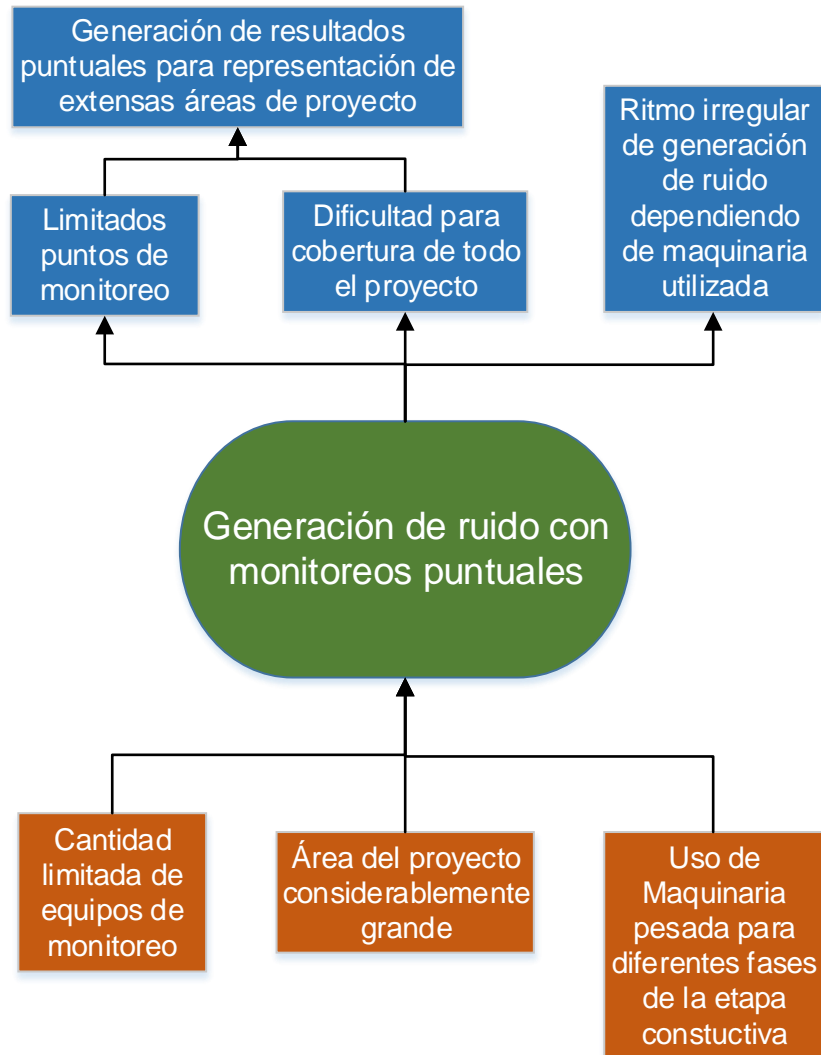 Generación de resultados
puntuales para representación de
extensas áreas de proyecto
Limitados
puntos de
monitoreo
Dificultad para
cobertura de todo
el proyecto
Ritmo irregular
de generación
de ruido
dependiendo
de maquinaria
utilizada
Generación de ruido con
monitoreos puntuales
Cantidad
limitada de
equipos de
monitoreo
Área del proyecto
considerablemente
grande
Uso de
Maquinaria
pesada para
diferentes fases
de la etapa
constuctiva